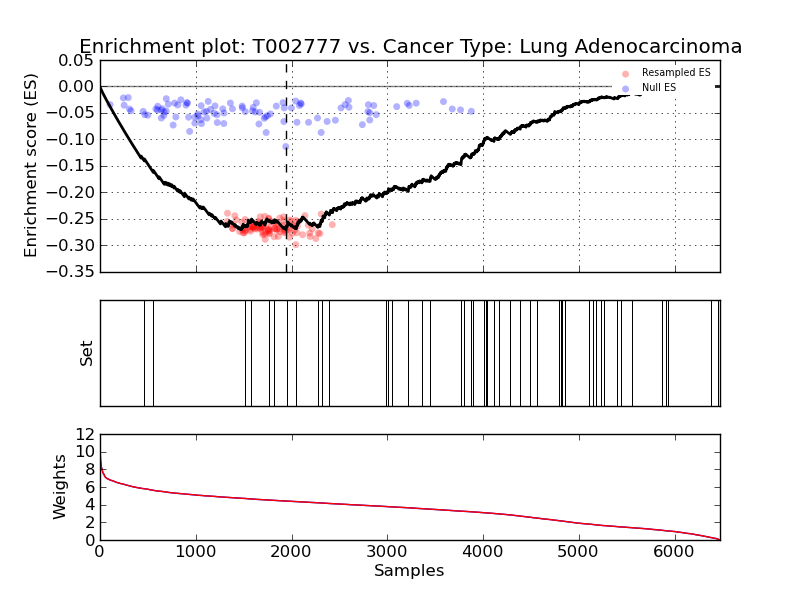 Enrichment plot: T002777 vs. Cancer Type: Lung Adenocarcinoma
Enrichment score (ES)
0.05
0.00
−0.05
−0.10
−0.15
−0.20
−0.25
−0.30
−0.35
Resampled ES
Null ES
Set
Weights
12
10
8
6
4
2
0
0 1000 2000 3000 4000 5000 6000
Samples